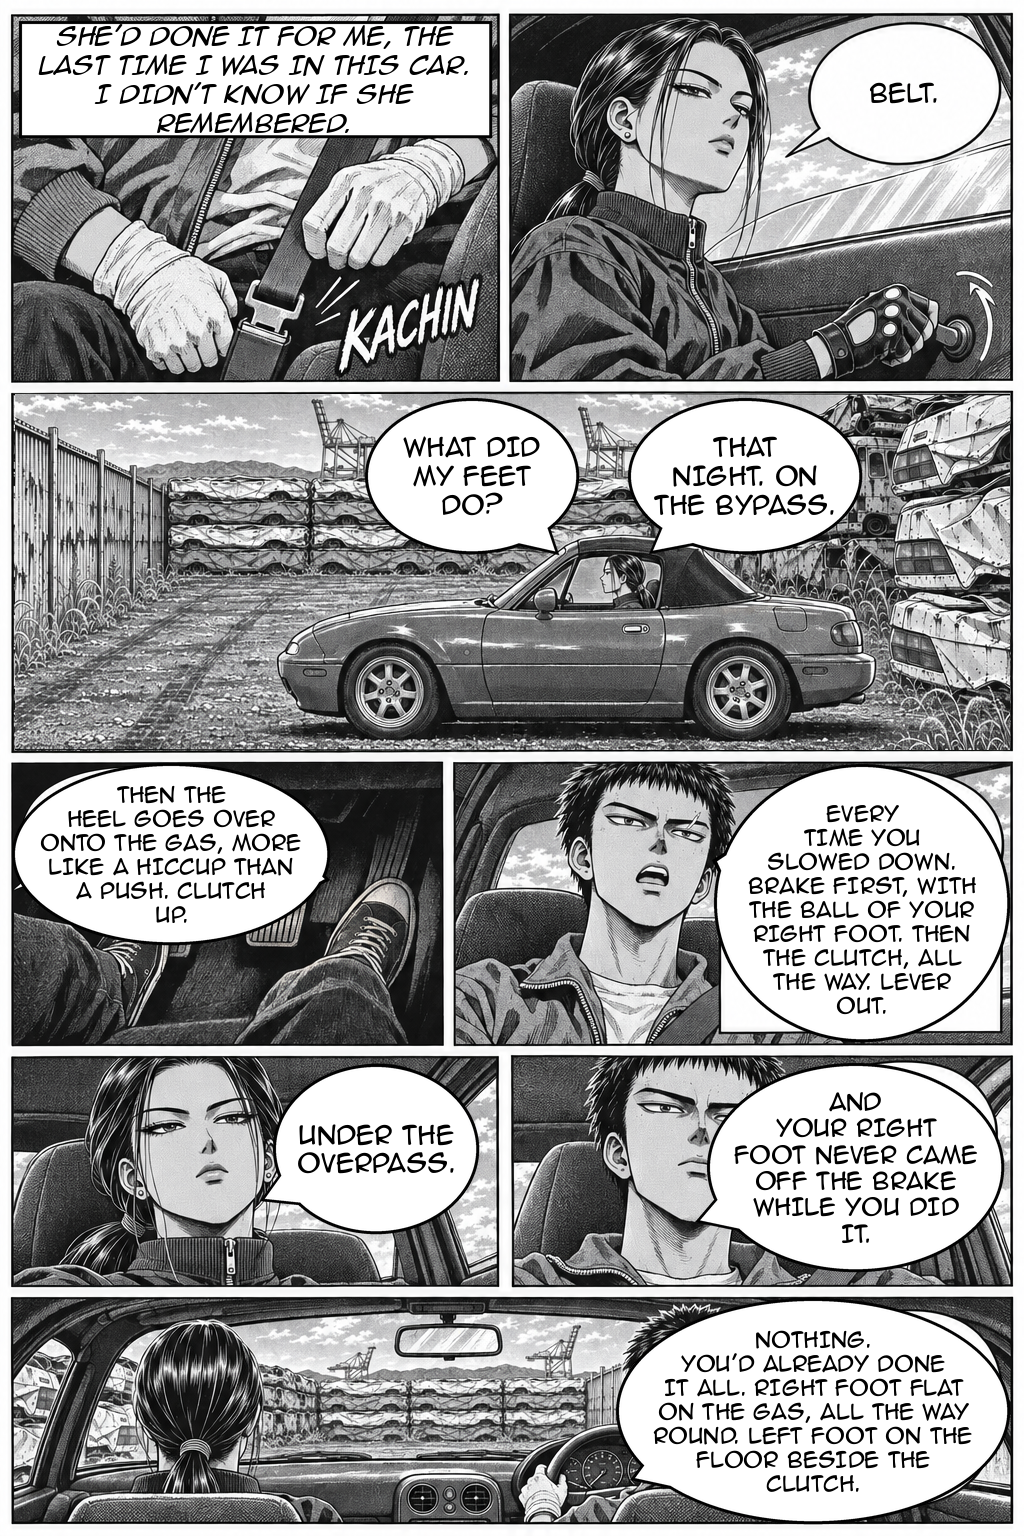 SHE'D DONE IT FOR ME, THE
LAST TIME I WAS IN THIS CAR.
I DIDN'T KNOW IF SHE
REMEMBERED.
KACHIN
BELT.
WHAT DID
MY FEET
DO?
THAT
NIGHT. ON
THE BYPASS.
THEN THE
HEEL GOES OVER
ONTO THE GAS, MORE
LIKE A HICCUP THAN
A PUSH. CLUTCH
UP.
EVERY
TIME YOU
SLOWED DOWN.
BRAKE FIRST, WITH
THE BALL OF YOUR
RIGHT FOOT. THEN
THE CLUTCH, ALL
THE WAY. LEVER
OUT.
UNDER THE
OVERPASS.
AND
YOUR RIGHT
FOOT NEVER CAME
OFF THE BRAKE
WHILE YOU DID
IT.
NOTHING.
YOU'D ALREADY DONE
IT ALL. RIGHT FOOT FLAT
ON THE GAS, ALL THE WAY
ROUND. LEFT FOOT ON THE
FLOOR BESIDE THE
CLUTCH.